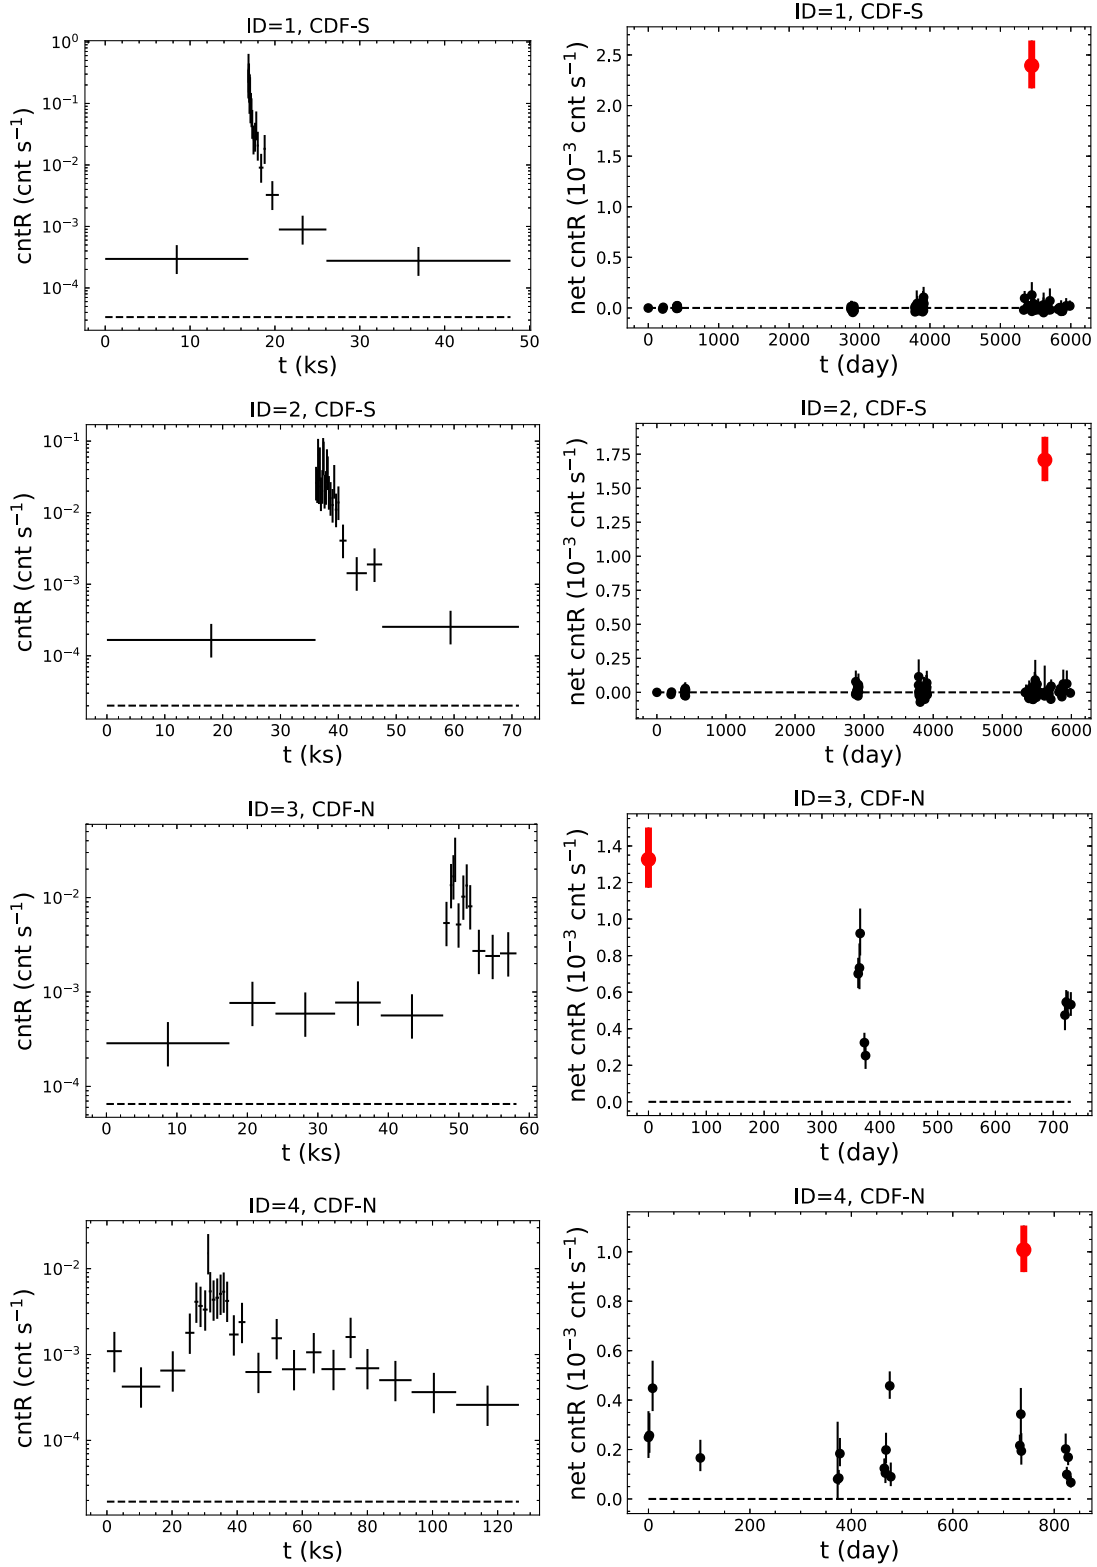 ID=1, CDF-S
cntR (cnt s⁻¹)
10⁰
10⁻¹
10⁻²
10⁻³
10⁻⁴
0 10 20 30 40 50
t (ks)
ID=1, CDF-S
net cntR (10⁻³ cnt s⁻¹)
2.5
2.0
1.5
1.0
0.5
0.0
0 1000 2000 3000 4000 5000 6000
t (day)
ID=2, CDF-S
cntR (cnt s⁻¹)
10⁻¹
10⁻²
10⁻³
10⁻⁴
0 10 20 30 40 50 60 70
t (ks)
ID=2, CDF-S
net cntR (10⁻³ cnt s⁻¹)
1.75
1.50
1.25
1.00
0.75
0.50
0.25
0.00
0 1000 2000 3000 4000 5000 6000
t (day)
ID=3, CDF-N
cntR (cnt s⁻¹)
10⁻²
10⁻³
10⁻⁴
0 10 20 30 40 50 60
t (ks)
ID=3, CDF-N
net cntR (10⁻³ cnt s⁻¹)
1.4
1.2
1.0
0.8
0.6
0.4
0.2
0.0
0 100 200 300 400 500 600 700
t (day)
ID=4, CDF-N
cntR (cnt s⁻¹)
10⁻²
10⁻³
10⁻⁴
0 20 40 60 80 100 120
t (ks)
ID=4, CDF-N
net cntR (10⁻³ cnt s⁻¹)
1.0
0.8
0.6
0.4
0.2
0.0
0 200 400 600 800
t (day)